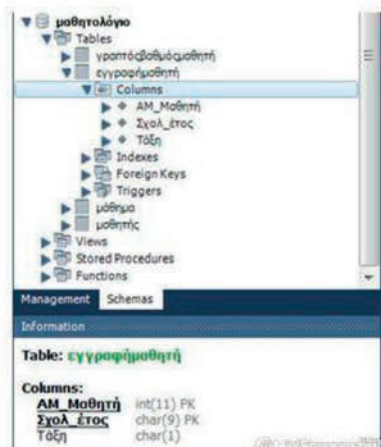 μαθητολόγιο
Tables
γραπτόςβαθμόςμαθητή
εγγραφήμαθητή
Columns
ΑΜ_Μαθητή
Σχολ_έτος
Τάξη
Indexes
Foreign Keys
Triggers
μάθημα
μαθητής
Views
Stored Procedures
Functions
Management Schemas
Information
Table: εγγραφήμαθητή
Columns:
ΑΜ_Μαθητή int(11) PK
Σχολ_έτος char(9) PK
Τάξη char(1)